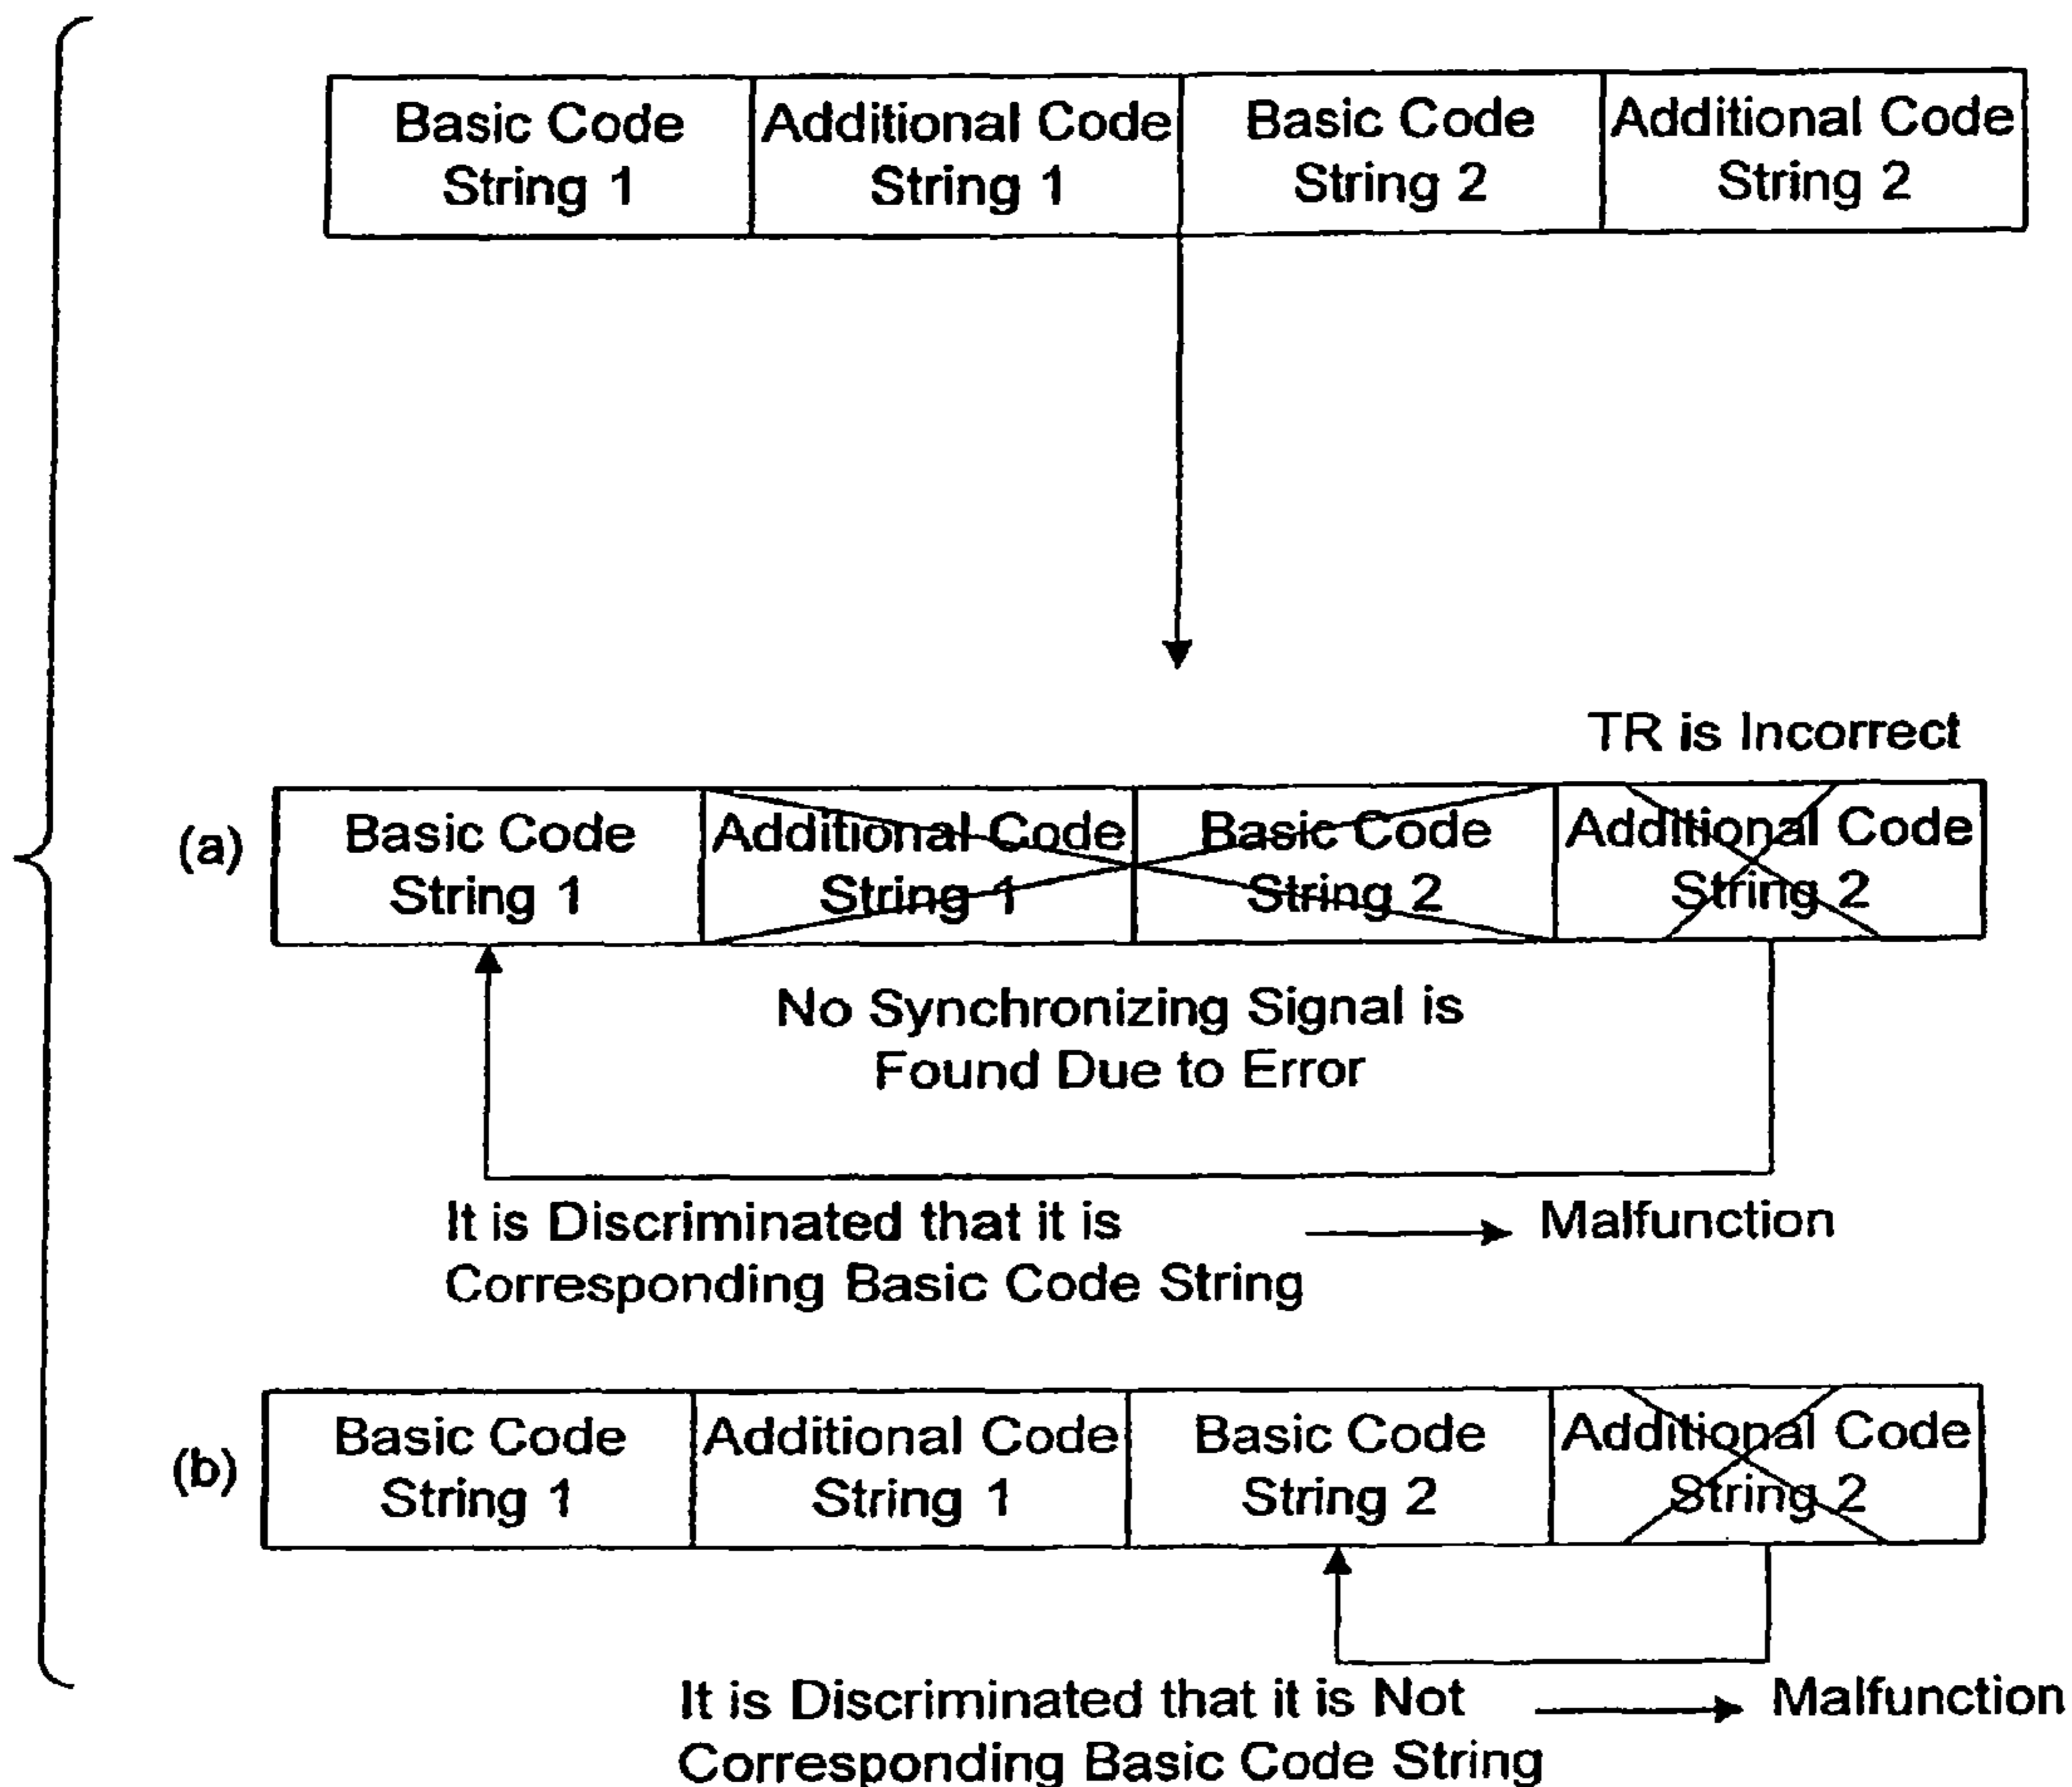 Basic Code
String 1
Additional Code
String 1
Basic Code
String 2
Additional Code
String 2
TR is Incorrect
(a)
Basic Code
String 1
Additional Code
String 1
Basic Code
String 2
Additional Code
String 2
No Synchronizing Signal is
Found Due to Error
It is Discriminated that it is
Corresponding Basic Code String
Malfunction
(b)
Basic Code
String 1
Additional Code
String 1
Basic Code
String 2
Additional Code
String 2
It is Discriminated that it is Not
Corresponding Basic Code String
Malfunction